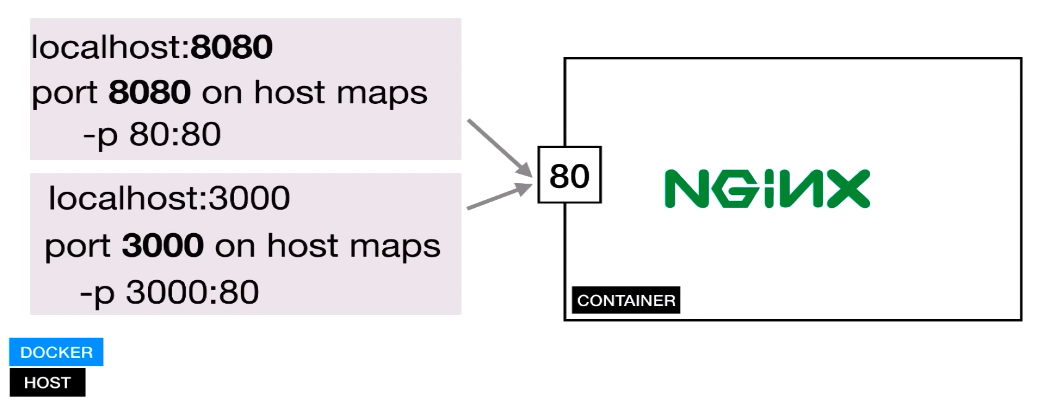 localhost:8080
port 8080 on host maps
-p 80:80
localhost:3000
port 3000 on host maps
-p 3000:80
80
NGiNX
CONTAINER
DOCKER
HOST